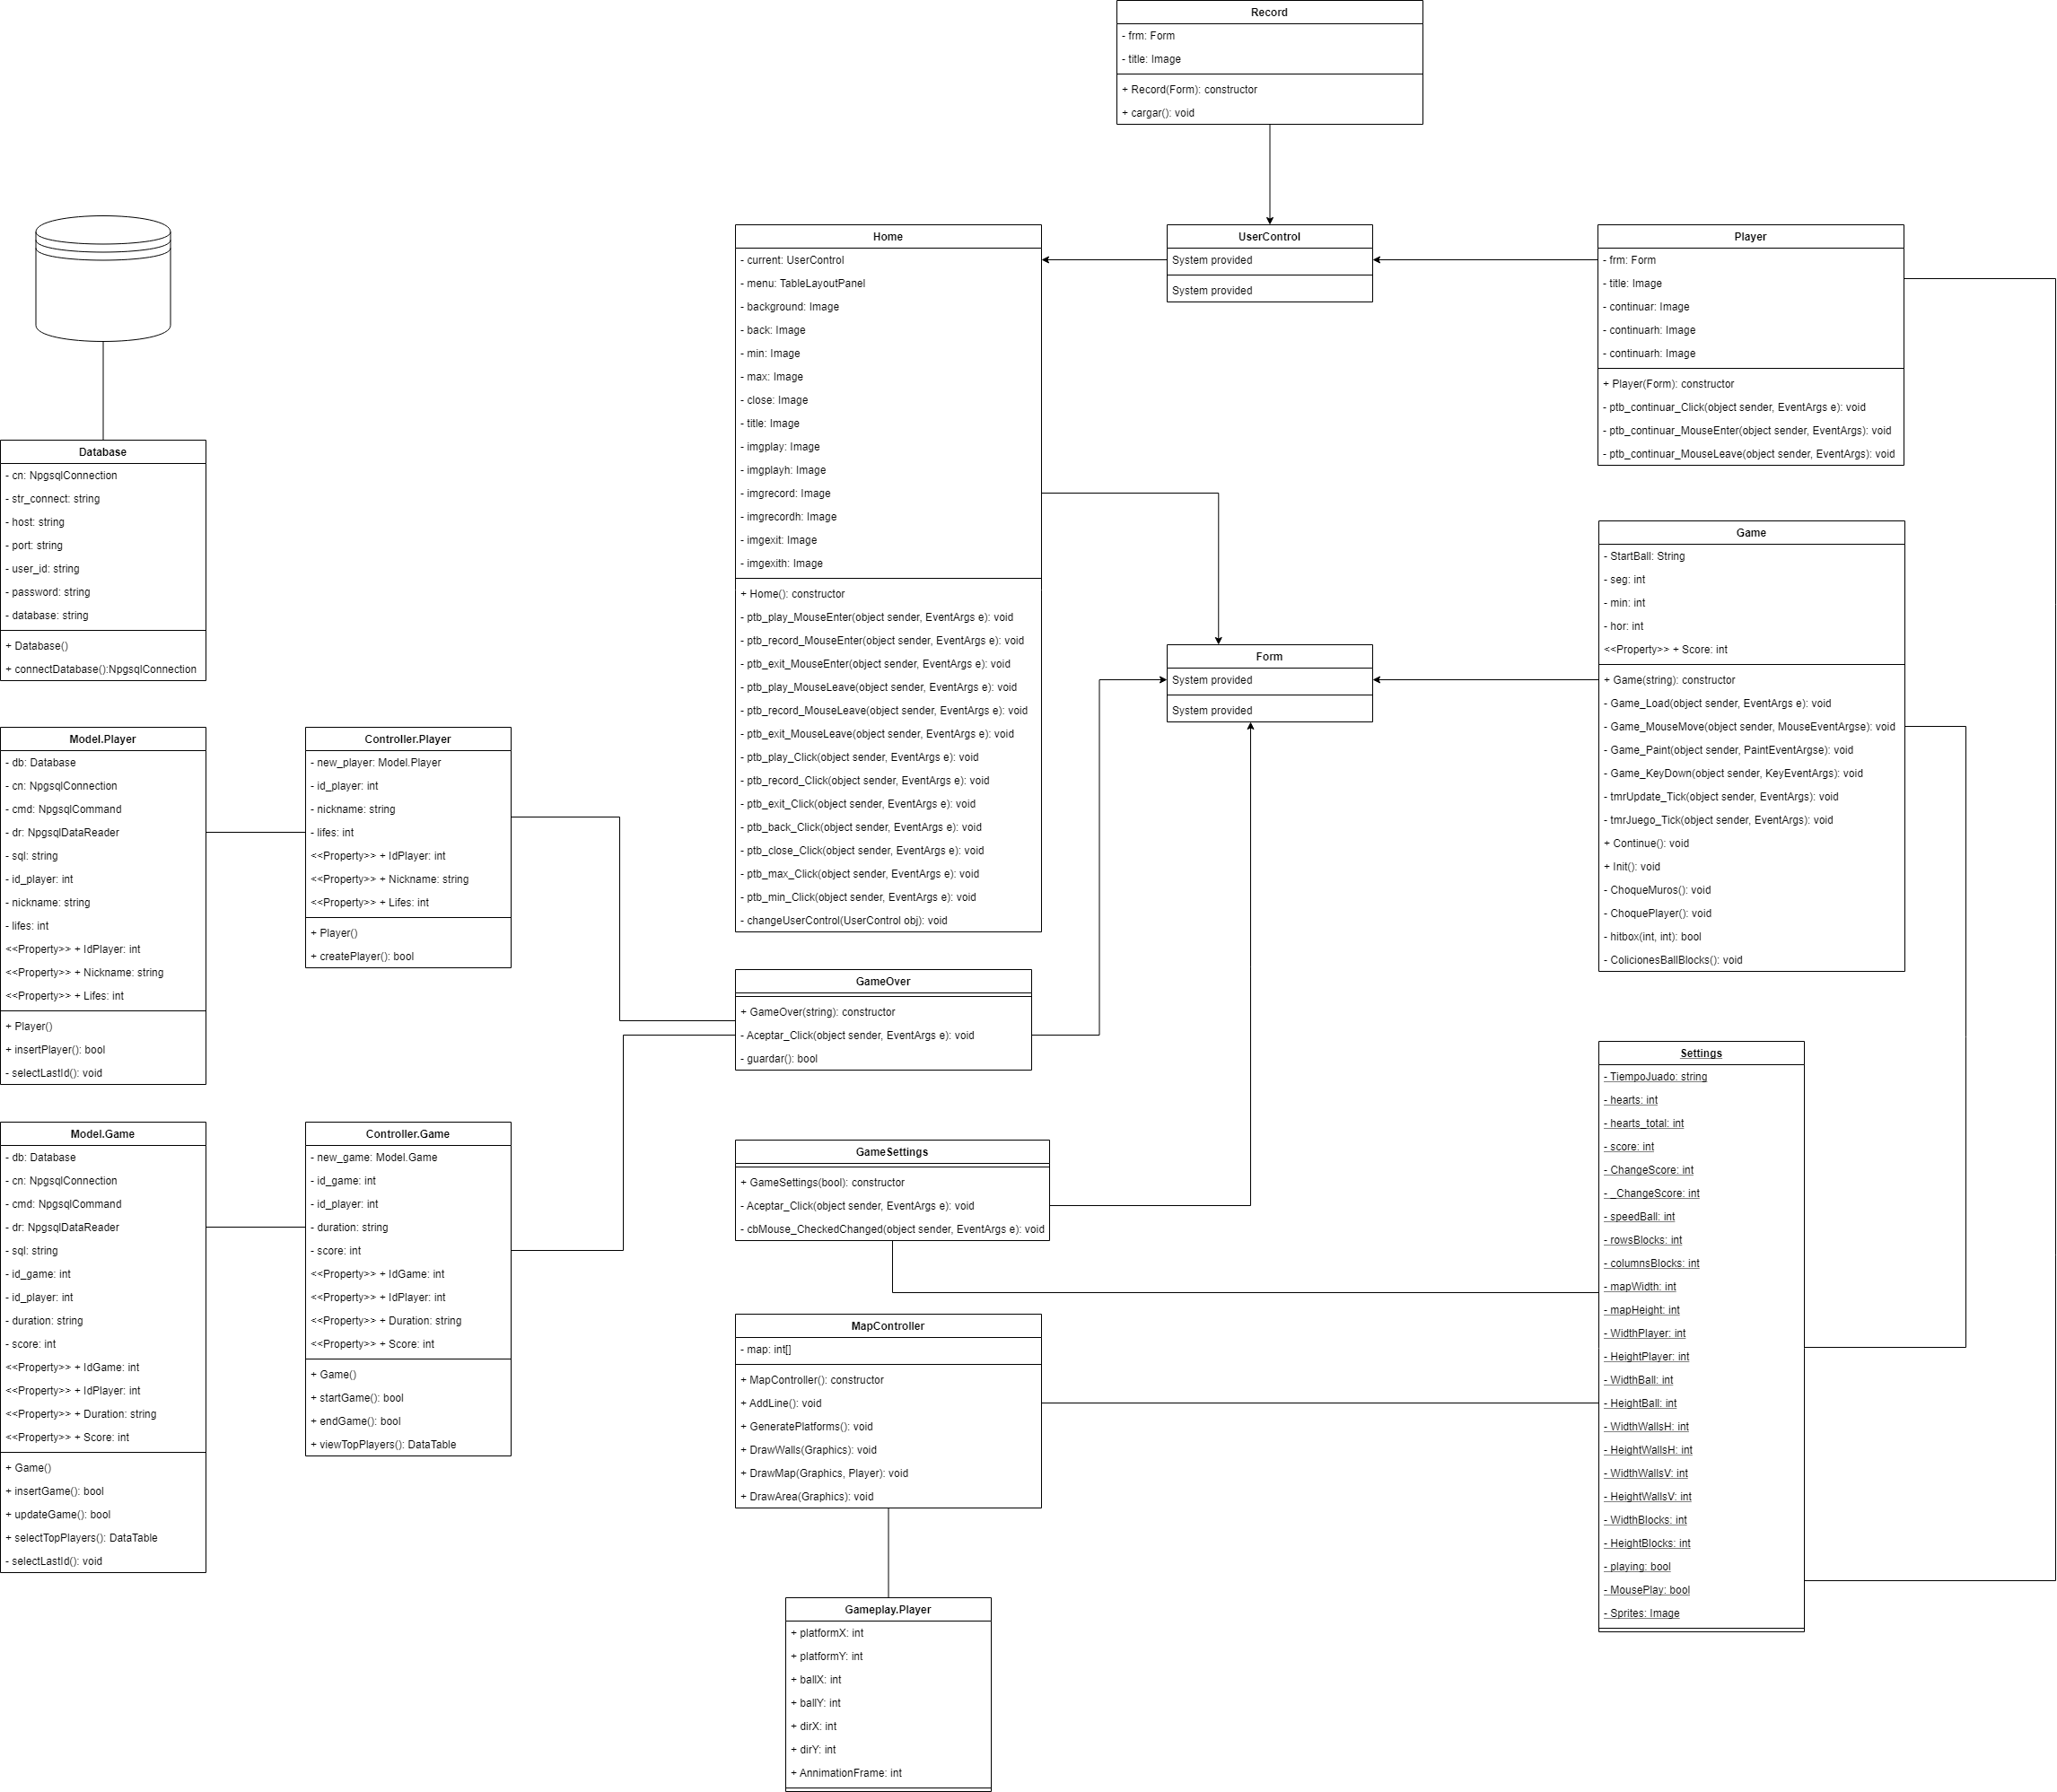 Record
- frm: Form
- title: Image
+ Record(Form): constructor
+ cargar(): void
Home
- current: UserControl
- menu: TableLayoutPanel
- background: Image
- back: Image
- min: Image
- max: Image
- close: Image
- title: Image
- imgplay: Image
- imgplayh: Image
- imgrecord: Image
- imgrecordh: Image
- imgexit: Image
- imgexith: Image
+ Home(): constructor
- ptb_play_MouseEnter(object sender, EventArgs e): void
- ptb_record_MouseEnter(object sender, EventArgs e): void
- ptb_exit_MouseEnter(object sender, EventArgs e): void
- ptb_play_MouseLeave(object sender, EventArgs e): void
- ptb_record_MouseLeave(object sender, EventArgs e): void
- ptb_exit_MouseLeave(object sender, EventArgs e): void
- ptb_play_Click(object sender, EventArgs e): void
- ptb_record_Click(object sender, EventArgs e): void
- ptb_exit_Click(object sender, EventArgs e): void
- ptb_back_Click(object sender, EventArgs e): void
- ptb_close_Click(object sender, EventArgs e): void
- ptb_max_Click(object sender, EventArgs e): void
- ptb_min_Click(object sender, EventArgs e): void
- changeUserControl(UserControl obj): void
UserControl
System provided
System provided
Player
- frm: Form
- title: Image
- continuar: Image
- continuarh: Image
- continuarh: Image
+ Player(Form): constructor
- ptb_continuar_Click(object sender, EventArgs e): void
- ptb_continuar_MouseEnter(object sender, EventArgs): void
- ptb_continuar_MouseLeave(object sender, EventArgs): void
Database
- cn: NpgsqlConnection
- str_connect: string
- host: string
- port: string
- user_id: string
- password: string
- database: string
+ Database()
+ connectDatabase():NpgsqlConnection
Game
- StartBall: String
- seg: int
- min: int
- hor: int
<<Property>> + Score: int
+ Game(string): constructor
- Game_Load(object sender, EventArgs e): void
- Game_MouseMove(object sender, MouseEventArgse): void
- Game_Paint(object sender, PaintEventArgse): void
- Game_KeyDown(object sender, KeyEventArgs): void
- tmrUpdate_Tick(object sender, EventArgs): void
- tmrJuego_Tick(object sender, EventArgs): void
+ Continue(): void
+ Init(): void
- ChoqueMuros(): void
- ChoquePlayer(): void
- hitbox(int, int): bool
- ColicionesBallBlocks(): void
Form
System provided
System provided
Model.Player
- db: Database
- cn: NpgsqlConnection
- cmd: NpgsqlCommand
- dr: NpgsqlDataReader
- sql: string
- id_player: int
- nickname: string
- lifes: int
<<Property>> + IdPlayer: int
<<Property>> + Nickname: string
<<Property>> + Lifes: int
+ Player()
+ insertPlayer(): bool
- selectLastId(): void
Controller.Player
- new_player: Model.Player
- id_player: int
- nickname: string
- lifes: int
<<Property>> + IdPlayer: int
<<Property>> + Nickname: string
<<Property>> + Lifes: int
+ Player()
+ createPlayer(): bool
GameOver
+ GameOver(string): constructor
- Aceptar_Click(object sender, EventArgs e): void
- guardar(): bool
Settings
- TiempoJuado: string
- hearts: int
- hearts_total: int
- score: int
- ChangeScore: int
- _ChangeScore: int
- speedBall: int
- rowsBlocks: int
- columnsBlocks: int
- mapWidth: int
- mapHeight: int
- WidthPlayer: int
- HeightPlayer: int
- WidthBall: int
- HeightBall: int
- WidthWallsH: int
- HeightWallsH: int
- WidthWallsV: int
- HeightWallsV: int
- WidthBlocks: int
- HeightBlocks: int
- playing: bool
- MousePlay: bool
- Sprites: Image
Model.Game
- db: Database
- cn: NpgsqlConnection
- cmd: NpgsqlCommand
- dr: NpgsqlDataReader
- sql: string
- id_game: int
- id_player: int
- duration: string
- score: int
<<Property>> + IdGame: int
<<Property>> + IdPlayer: int
<<Property>> + Duration: string
<<Property>> + Score: int
+ Game()
+ insertGame(): bool
+ updateGame(): bool
+ selectTopPlayers(): DataTable
- selectLastId(): void
Controller.Game
- new_game: Model.Game
- id_game: int
- id_player: int
- duration: string
- score: int
<<Property>> + IdGame: int
<<Property>> + IdPlayer: int
<<Property>> + Duration: string
<<Property>> + Score: int
+ Game()
+ startGame(): bool
+ endGame(): bool
+ viewTopPlayers(): DataTable
GameSettings
+ GameSettings(bool): constructor
- Aceptar_Click(object sender, EventArgs e): void
- cbMouse_CheckedChanged(object sender, EventArgs e): void
MapController
- map: int[]
+ MapController(): constructor
+ AddLine(): void
+ GeneratePlatforms(): void
+ DrawWalls(Graphics): void
+ DrawMap(Graphics, Player): void
+ DrawArea(Graphics): void
Gameplay.Player
+ platformX: int
+ platformY: int
+ ballX: int
+ ballY: int
+ dirX: int
+ dirY: int
+ AnnimationFrame: int